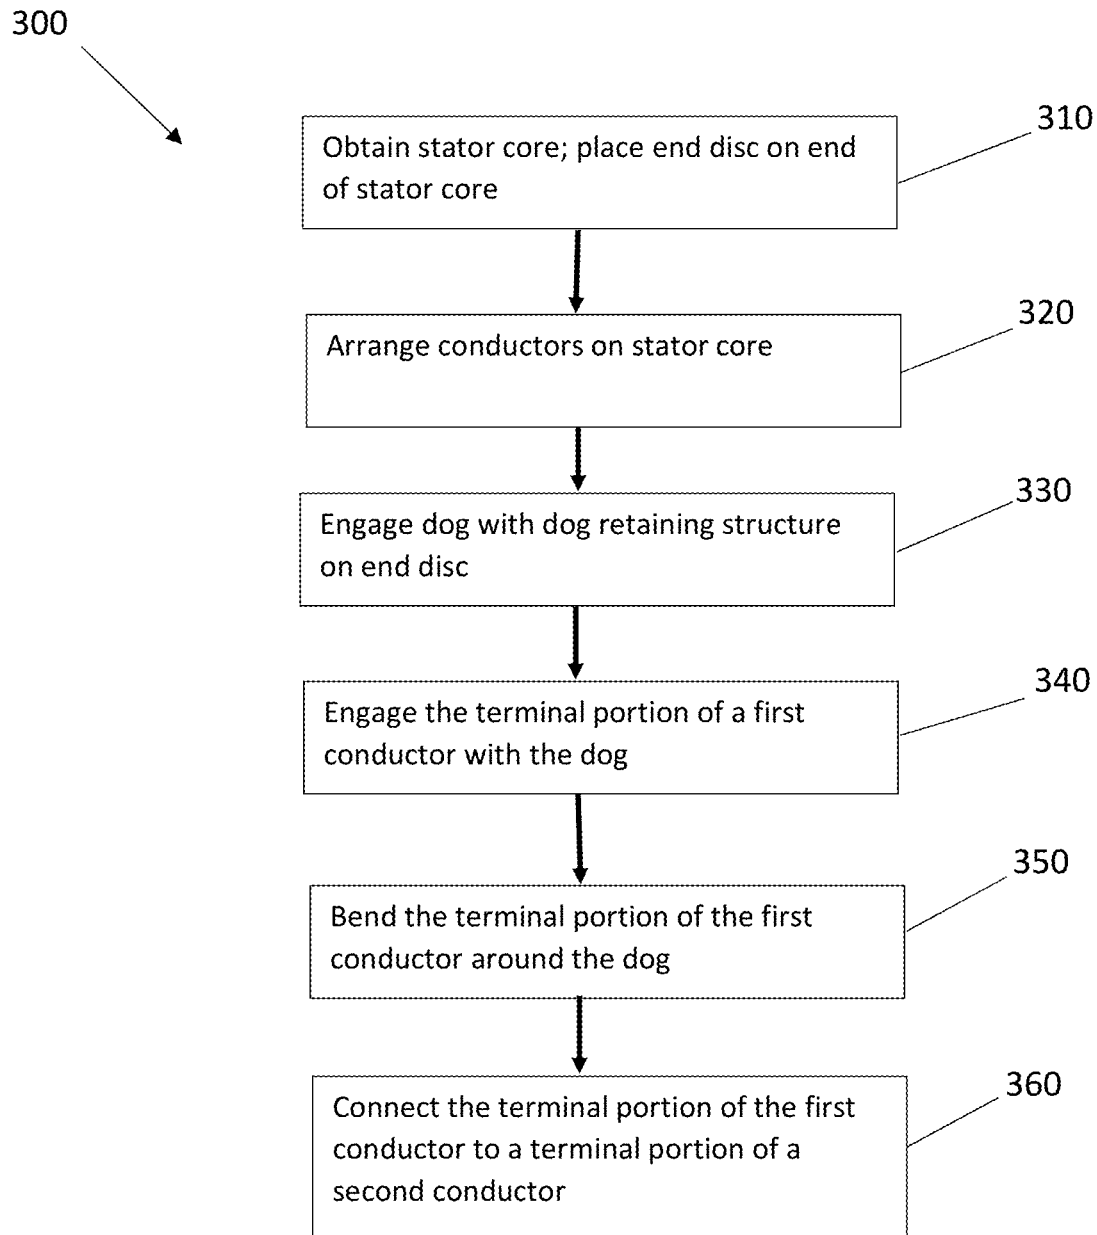 300
310
Obtain stator core; place end disc on end
of stator core
320
Arrange conductors on stator core
330
Engage dog with dog retaining structure
on end disc
340
Engage the terminal portion of a first
conductor with the dog
350
Bend the terminal portion of the first
conductor around the dog
360
Connect the terminal portion of the first
conductor to a terminal portion of a
second conductor